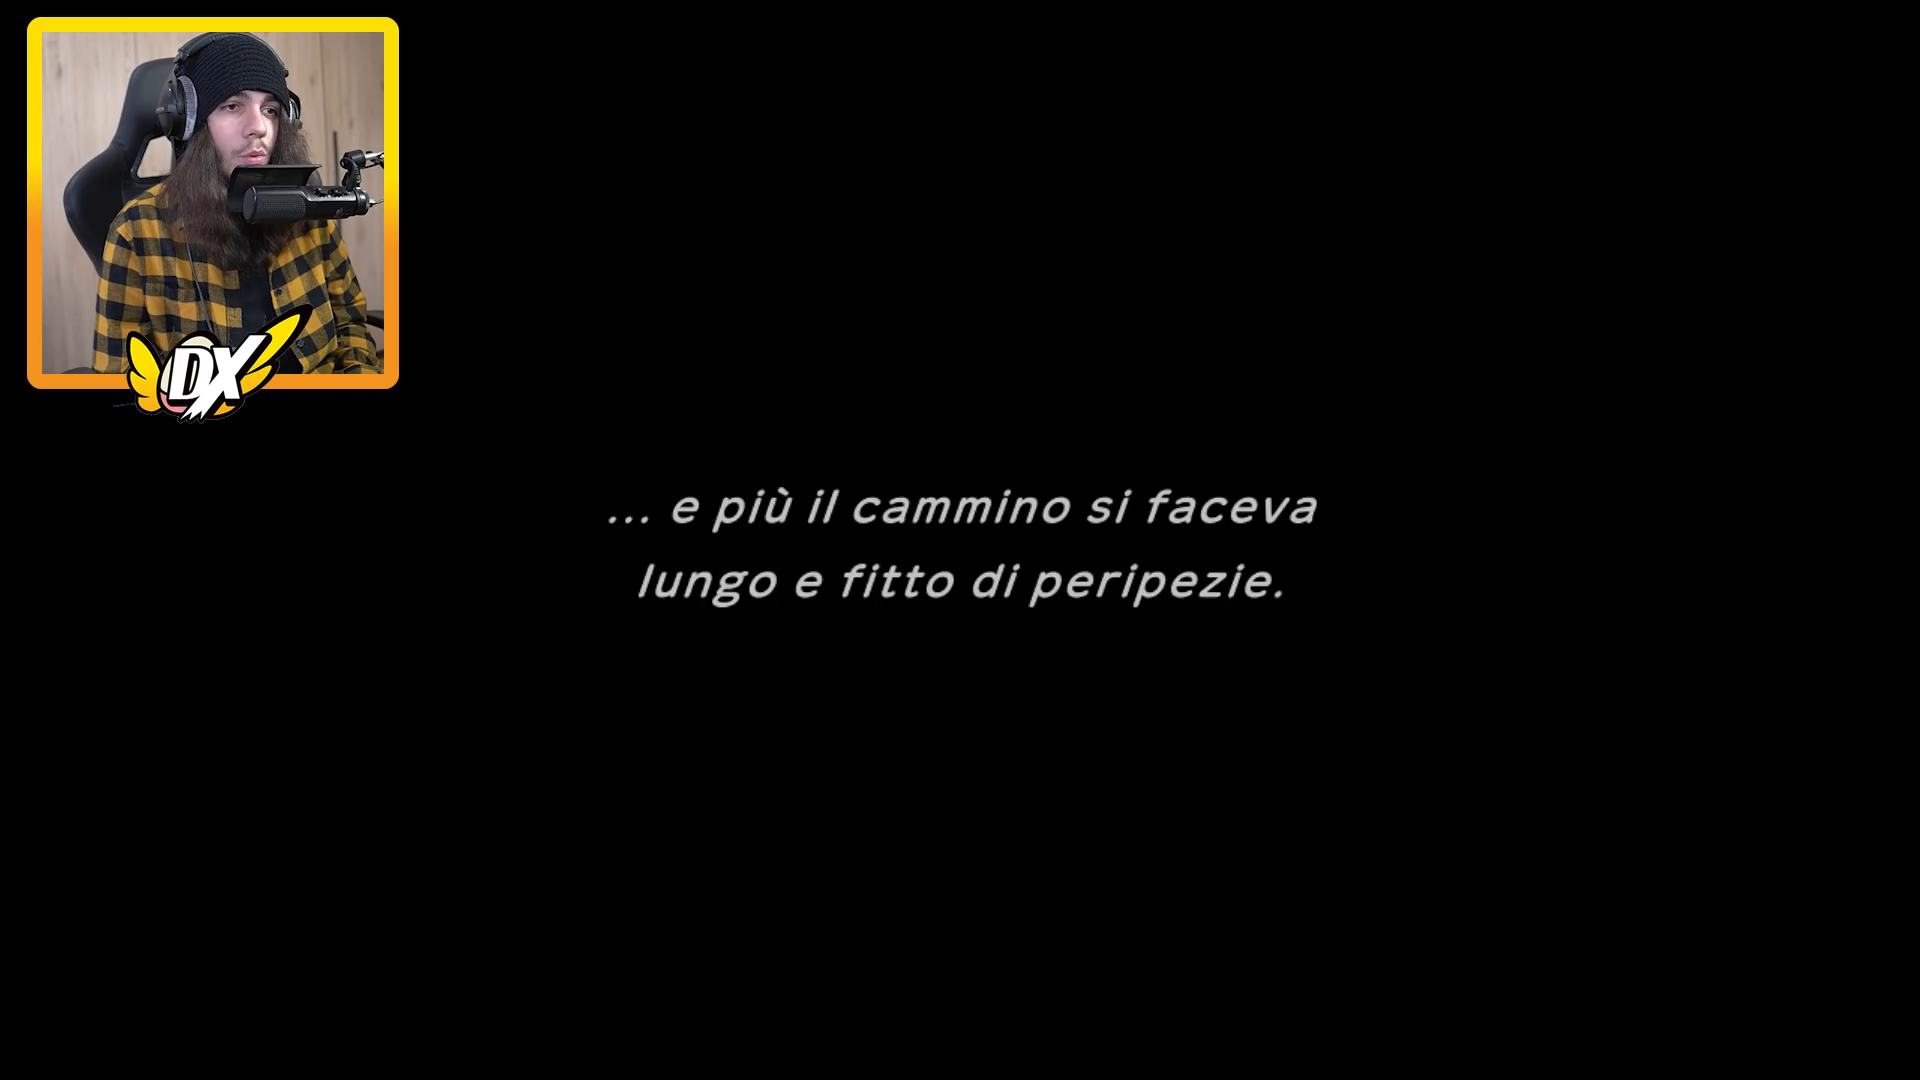 DX
... e più il cammino si faceva
lungo e fitto di peripezie.